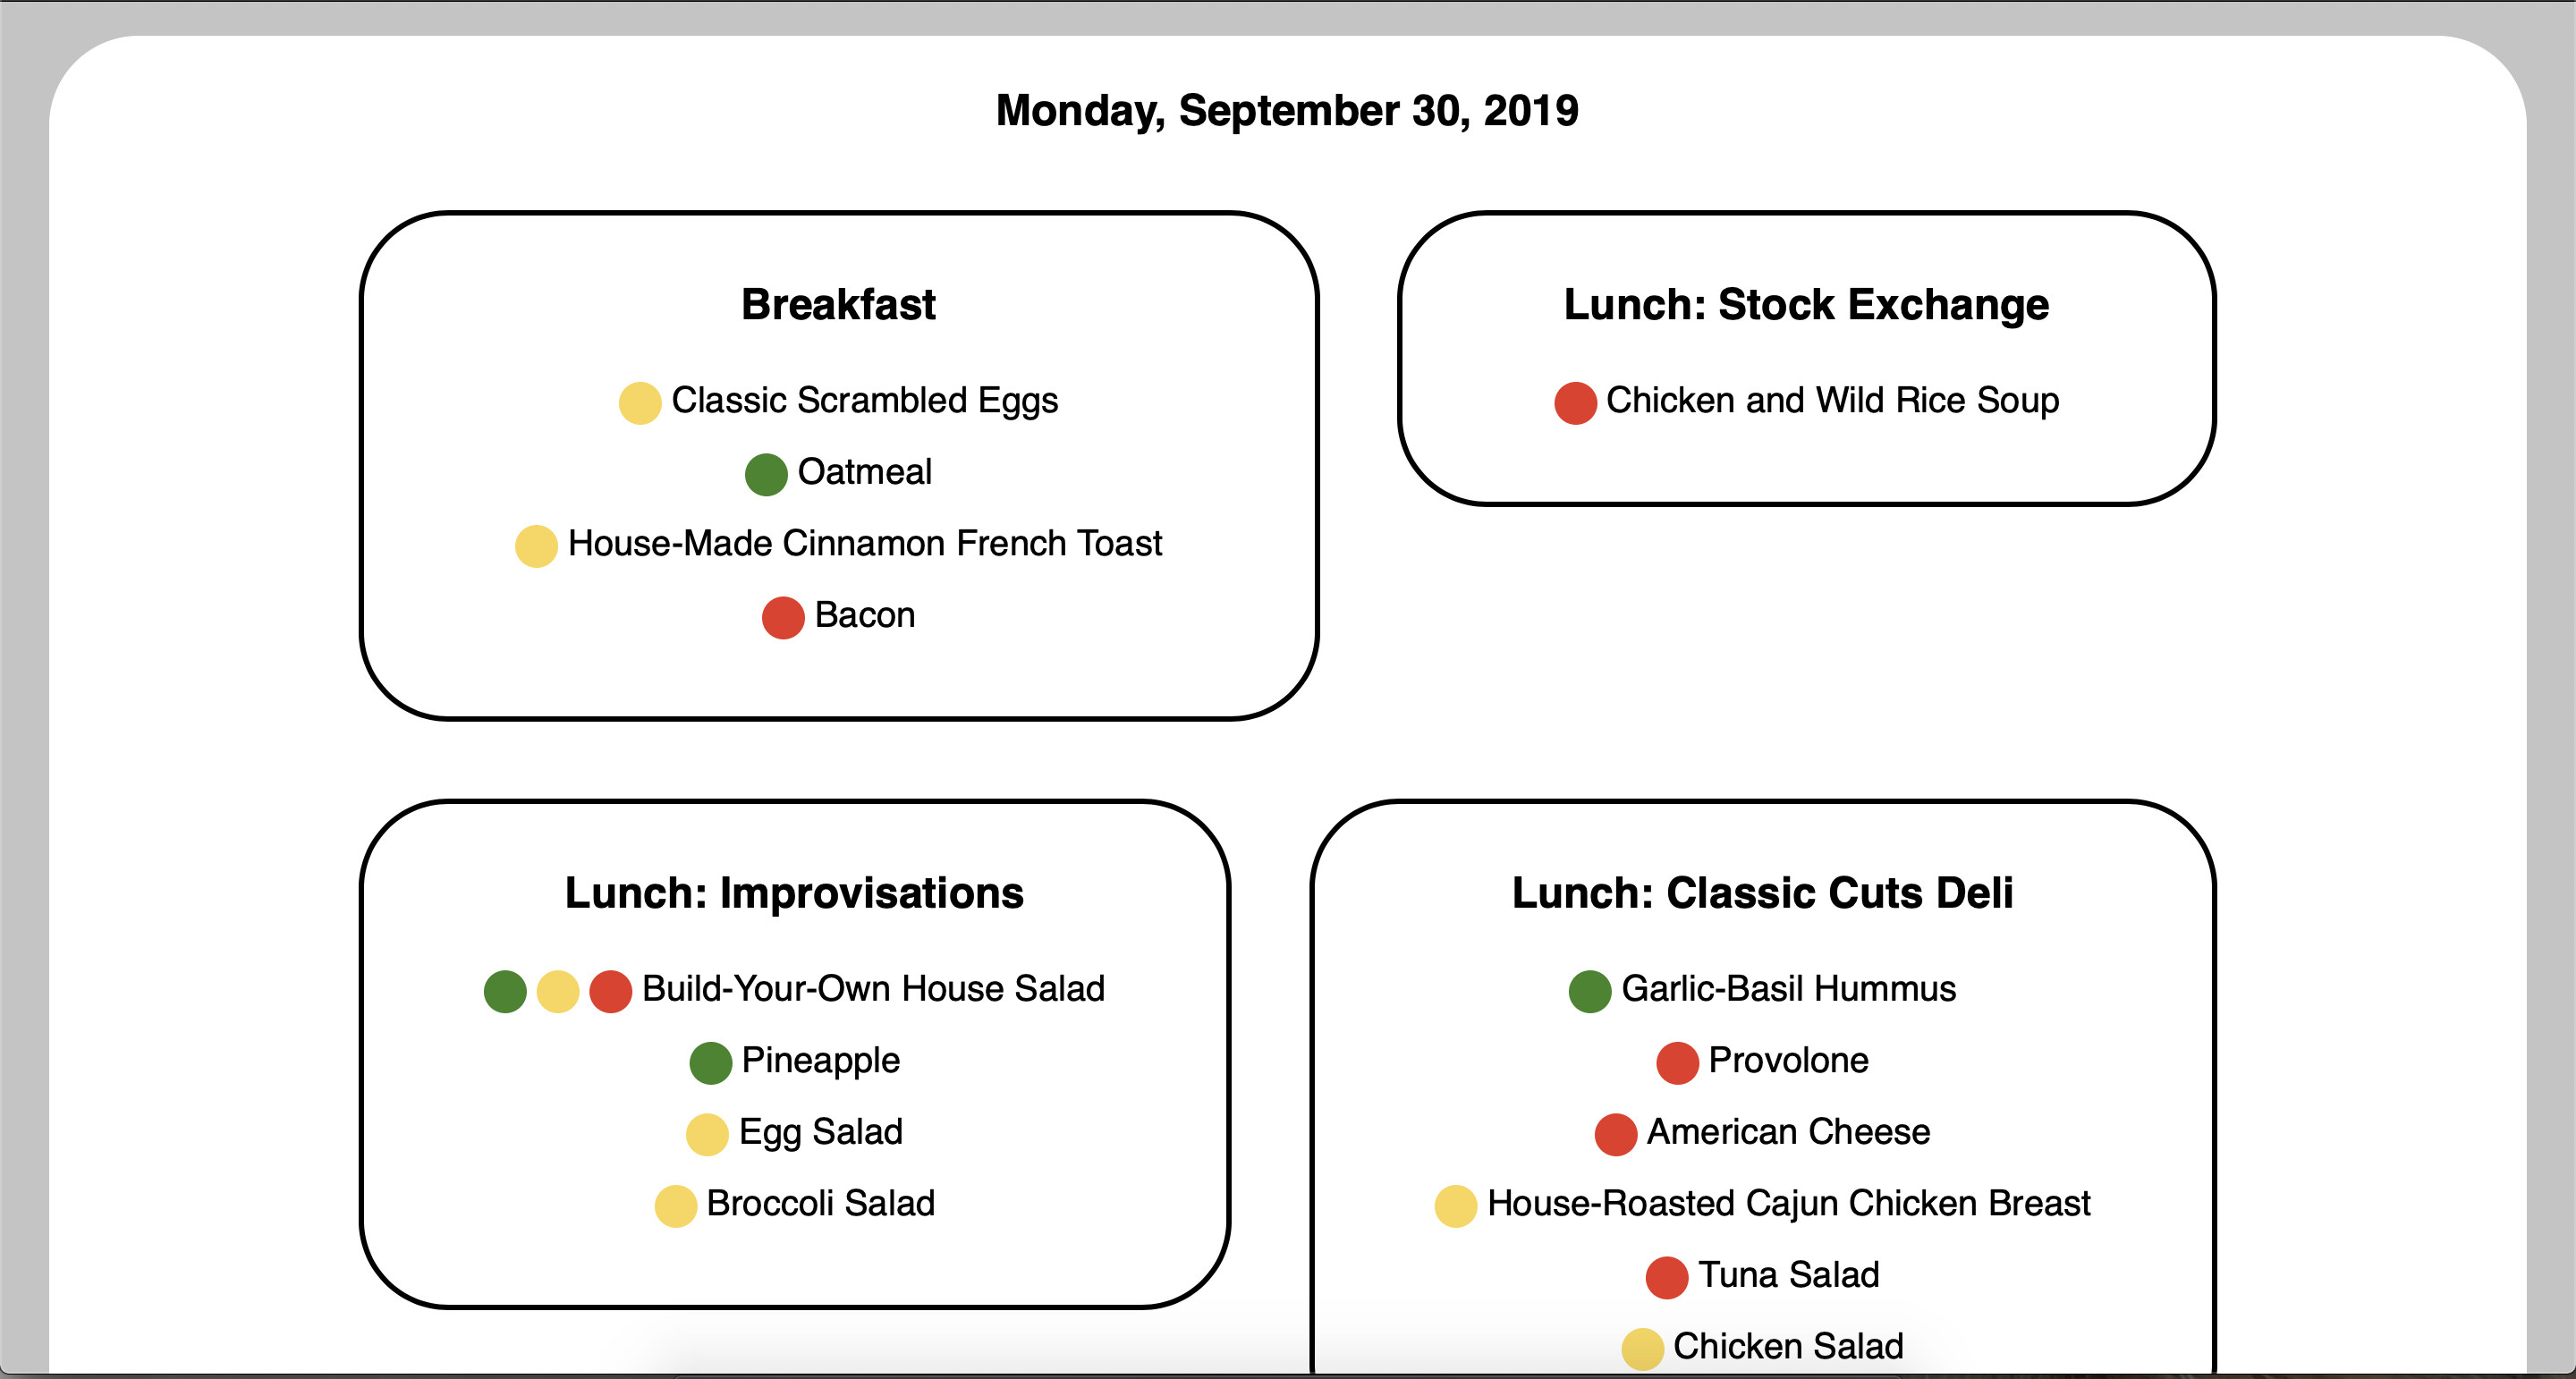 Monday, September 30, 2019
Breakfast
Classic Scrambled Eggs
Oatmeal
House-Made Cinnamon French Toast
Bacon
Lunch: Stock Exchange
Chicken and Wild Rice Soup
Lunch: Improvisations
Build-Your-Own House Salad
Pineapple
Egg Salad
Broccoli Salad
Lunch: Classic Cuts Deli
Garlic-Basil Hummus
Provolone
American Cheese
House-Roasted Cajun Chicken Breast
Tuna Salad
Chicken Salad